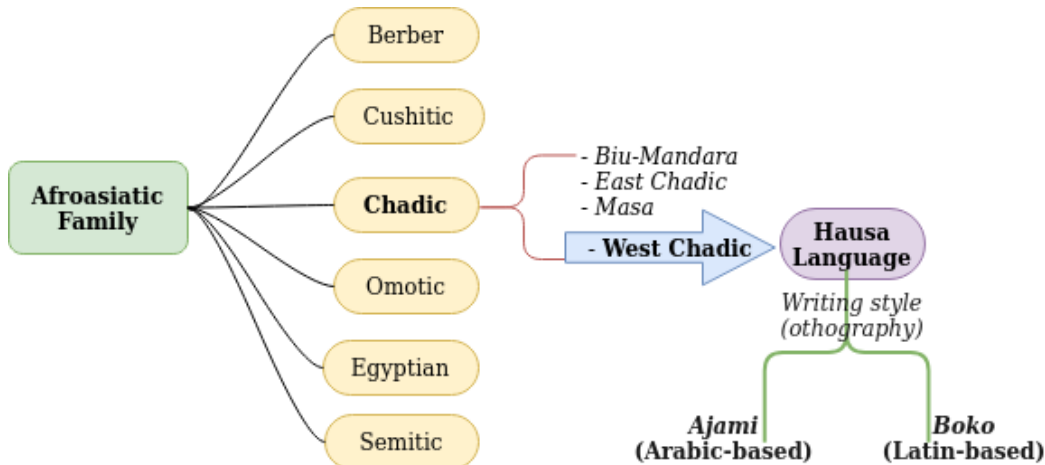 Berber
Cushitic
Afroasiatic
Family
Chadic
Omotic
Egyptian
Semitic
- Biu-Mandara
- East Chadic
- Masa
- West Chadic
Hausa
Language
Writing style
(othography)
Ajami
(Arabic-based)
Boko
(Latin-based)